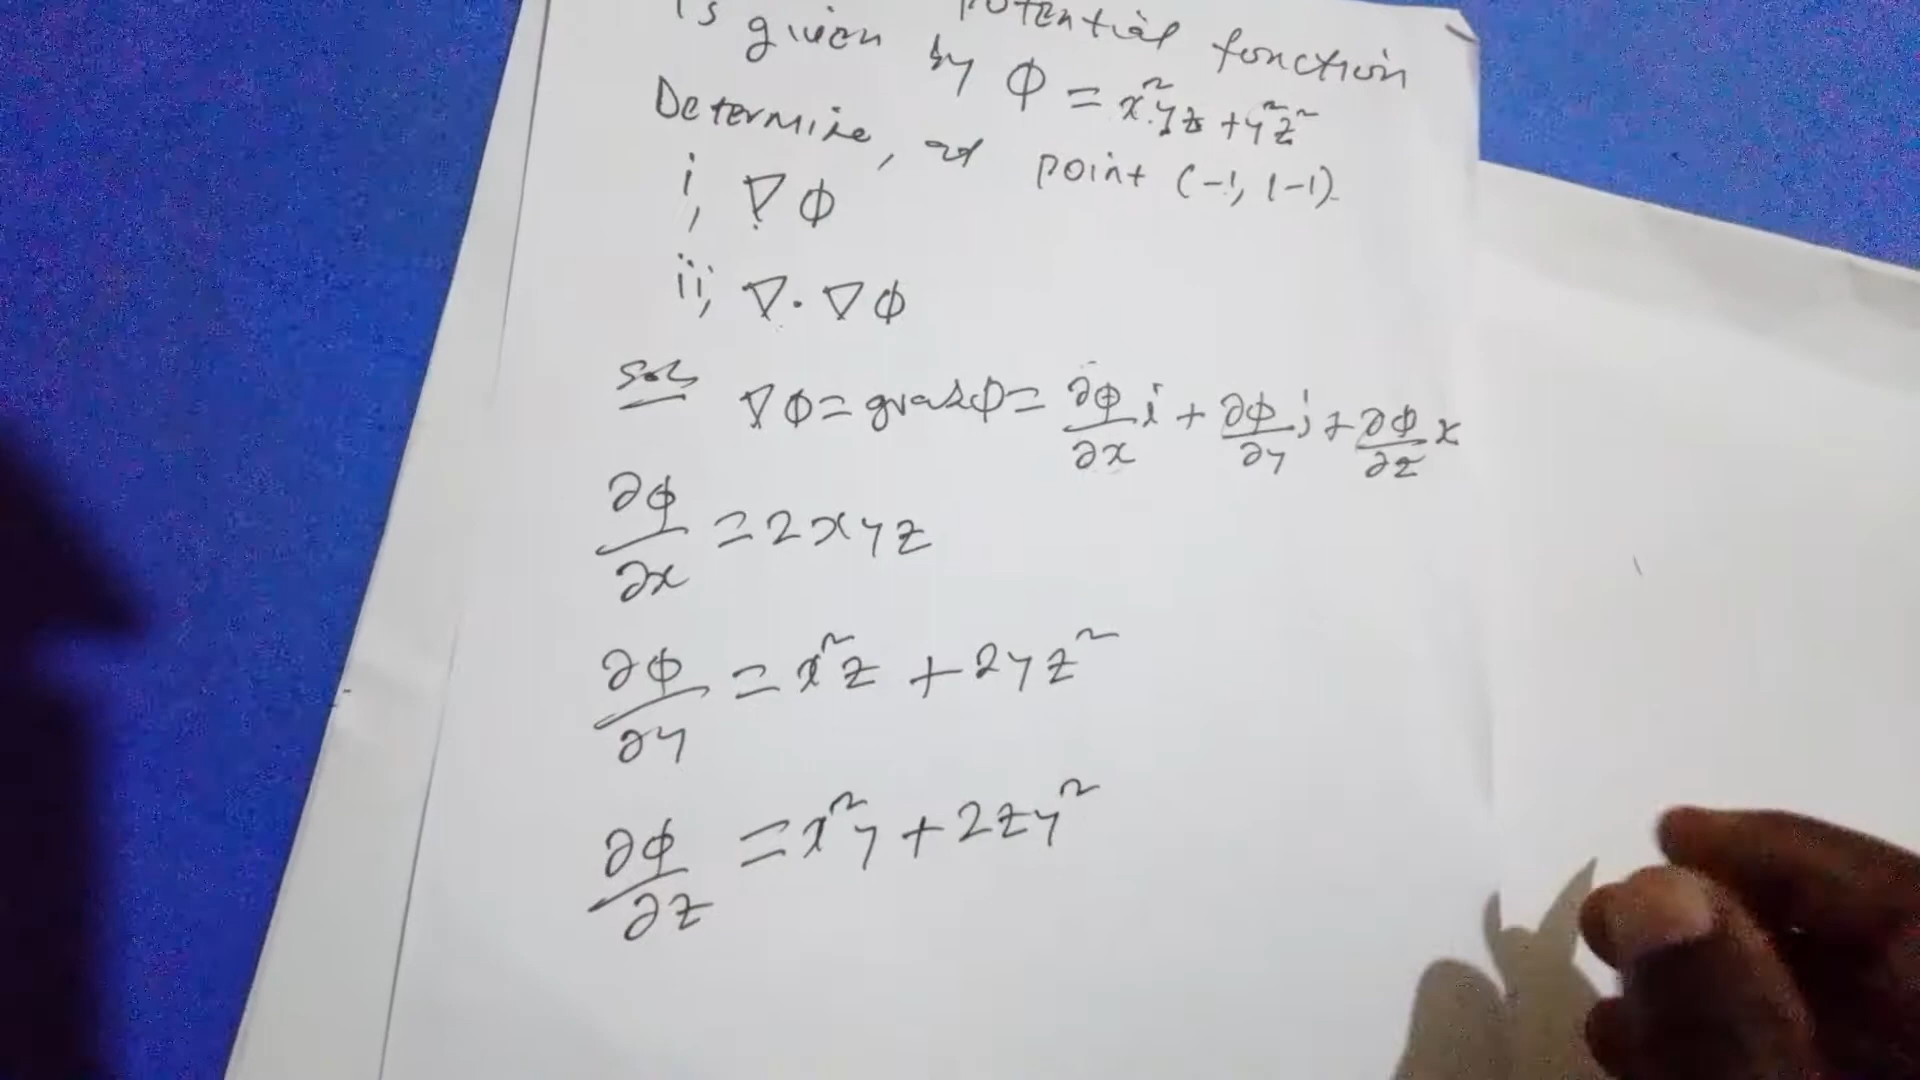 is given by potential function
ϕ = x²yz + y²z²
Determine, at point (-1, 1-1).
i, ∇ϕ
ii, ∇·∇ϕ
Sol ∇ϕ = gradϕ = ∂ϕ/∂x i + ∂ϕ/∂y j + ∂ϕ/∂z k
∂ϕ/∂x = 2xyz
∂ϕ/∂y = x²z + 2yz²
∂ϕ/∂z = x²y + 2zy²